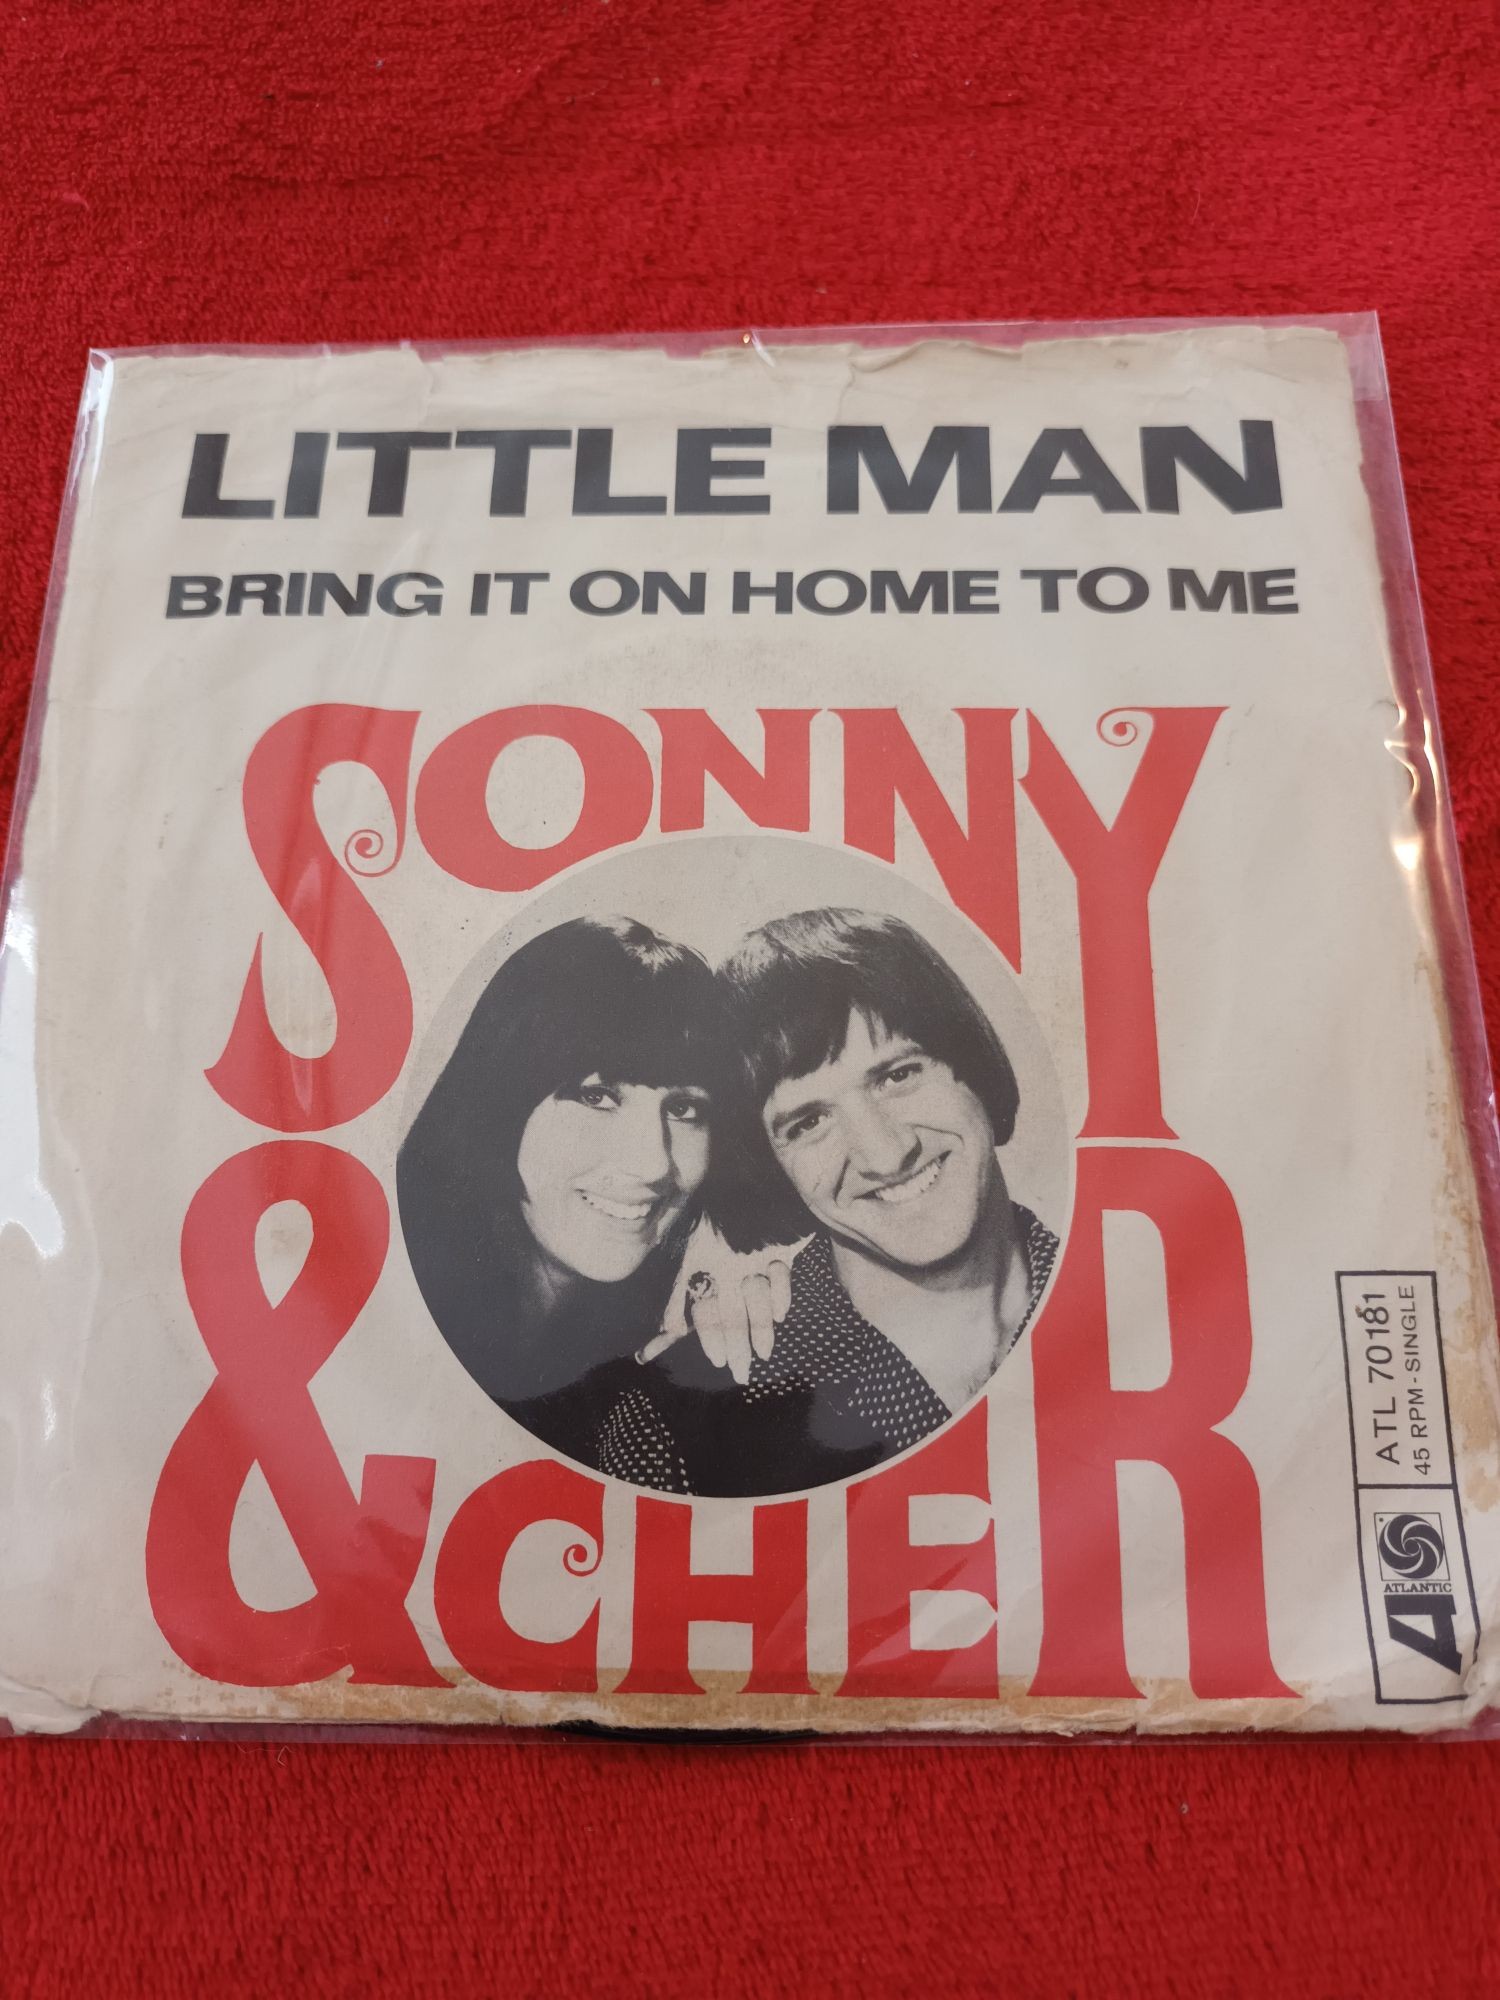 LITTLE MAN
BRING IT ON HOME TO ME
SONNY
& CHER
ATL 70181
45 RPM - SINGLE
ATLANTIC
A